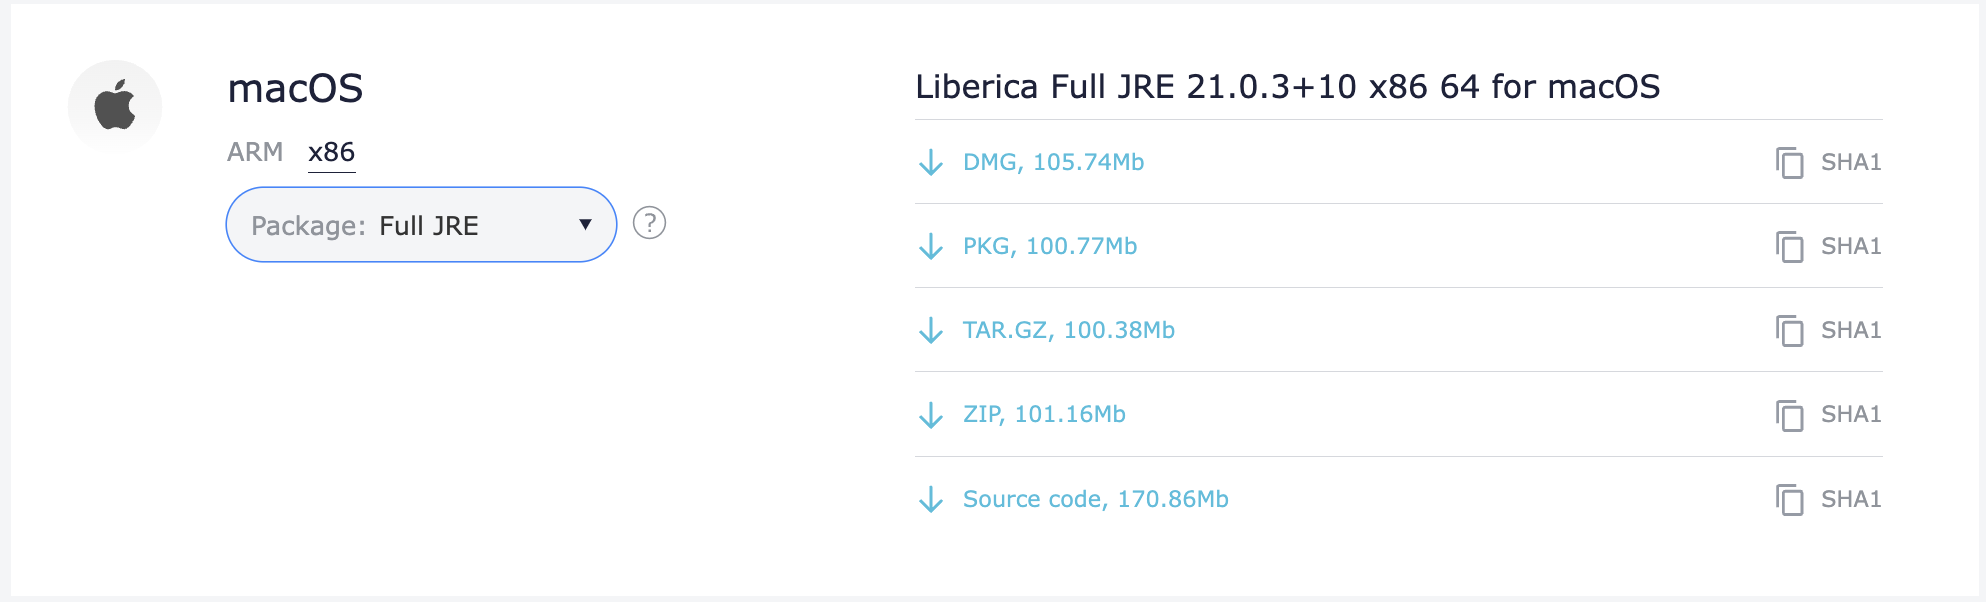 macOS
ARM x86
Package: Full JRE ▼ ?
Liberica Full JRE 21.0.3+10 x86 64 for macOS
DMG, 105.74Mb SHA1
PKG, 100.77Mb SHA1
TAR.GZ, 100.38Mb SHA1
ZIP, 101.16Mb SHA1
Source code, 170.86Mb SHA1